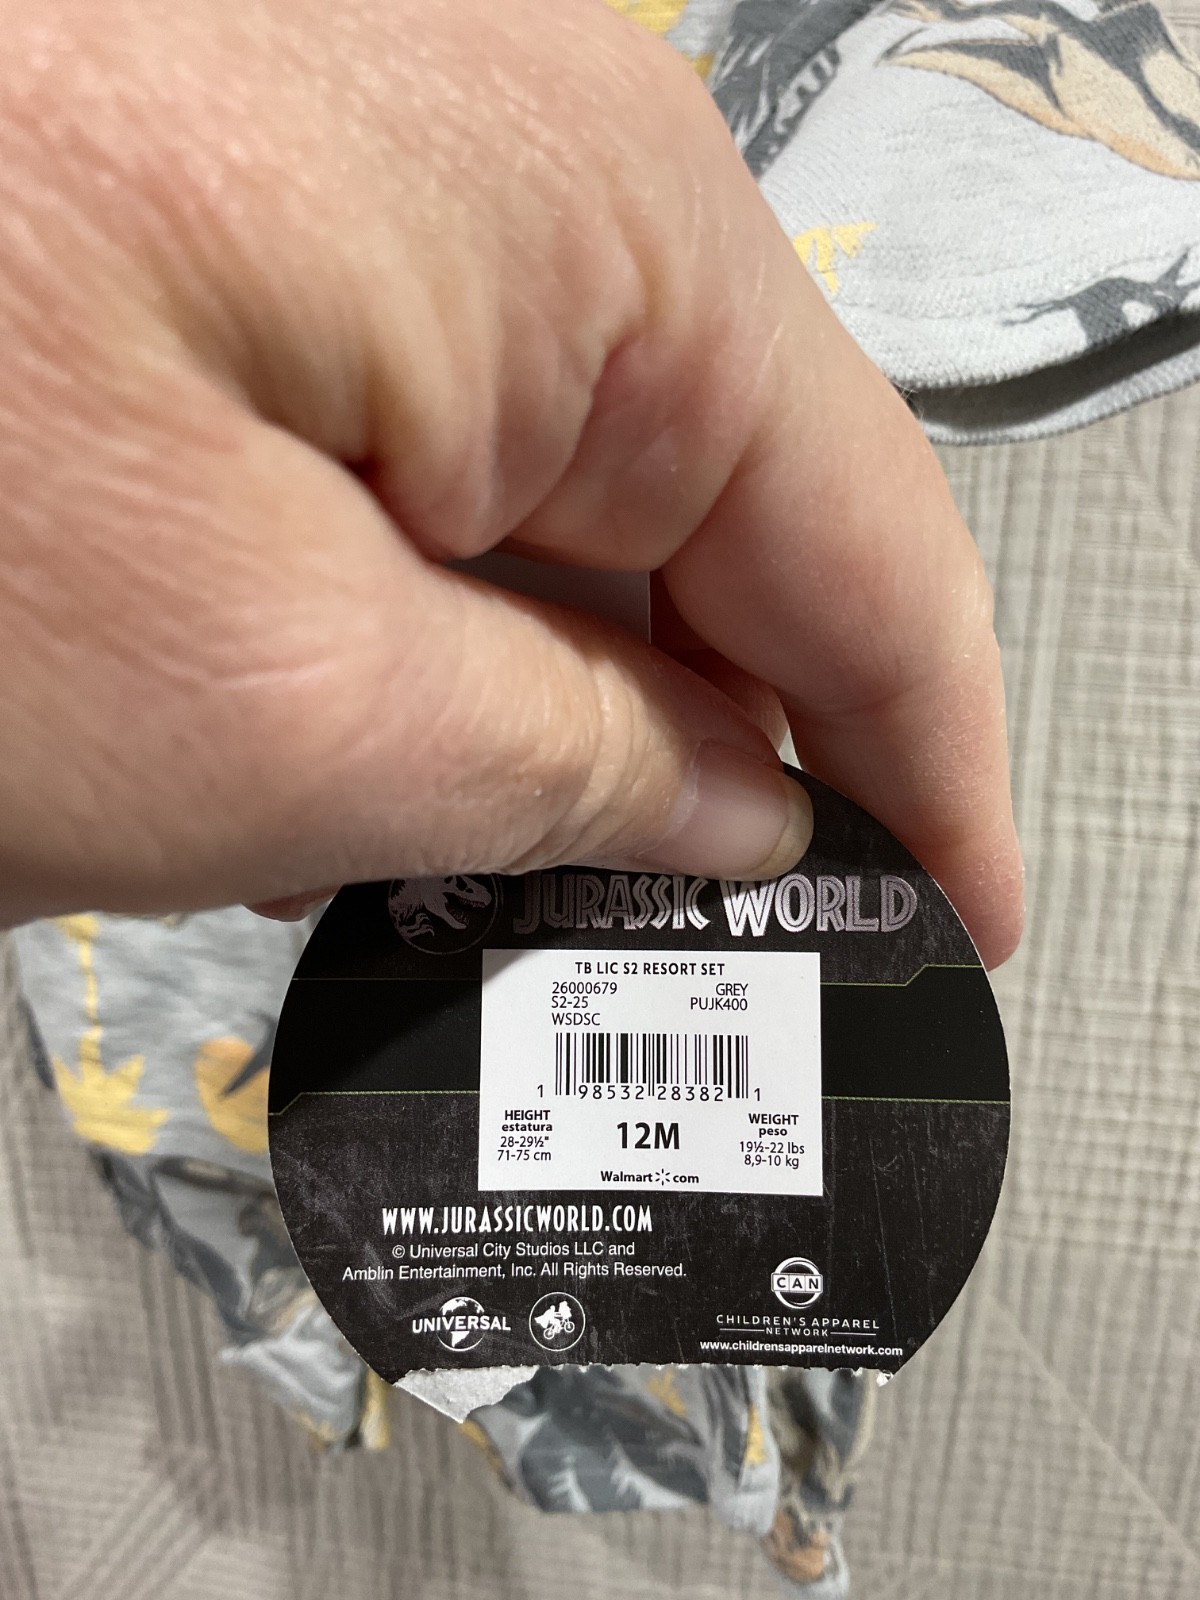 JURASSIC WORLD
TB LIC S2 RESORT SET
26000679 GREY
S2-25 PUJK400
WSDSC
1 98532 28382 1
HEIGHT
estatura
28-29½"
71-75 cm
12M
WEIGHT
peso
19½-22 lbs
8,9-10 kg
Walmart com
WWW.JURASSICWORLD.COM
© Universal City Studios LLC and
Amblin Entertainment, Inc. All Rights Reserved.
UNIVERSAL
CAN
CHILDREN'S APPAREL
NETWORK
www.childrensapparelnetwork.com